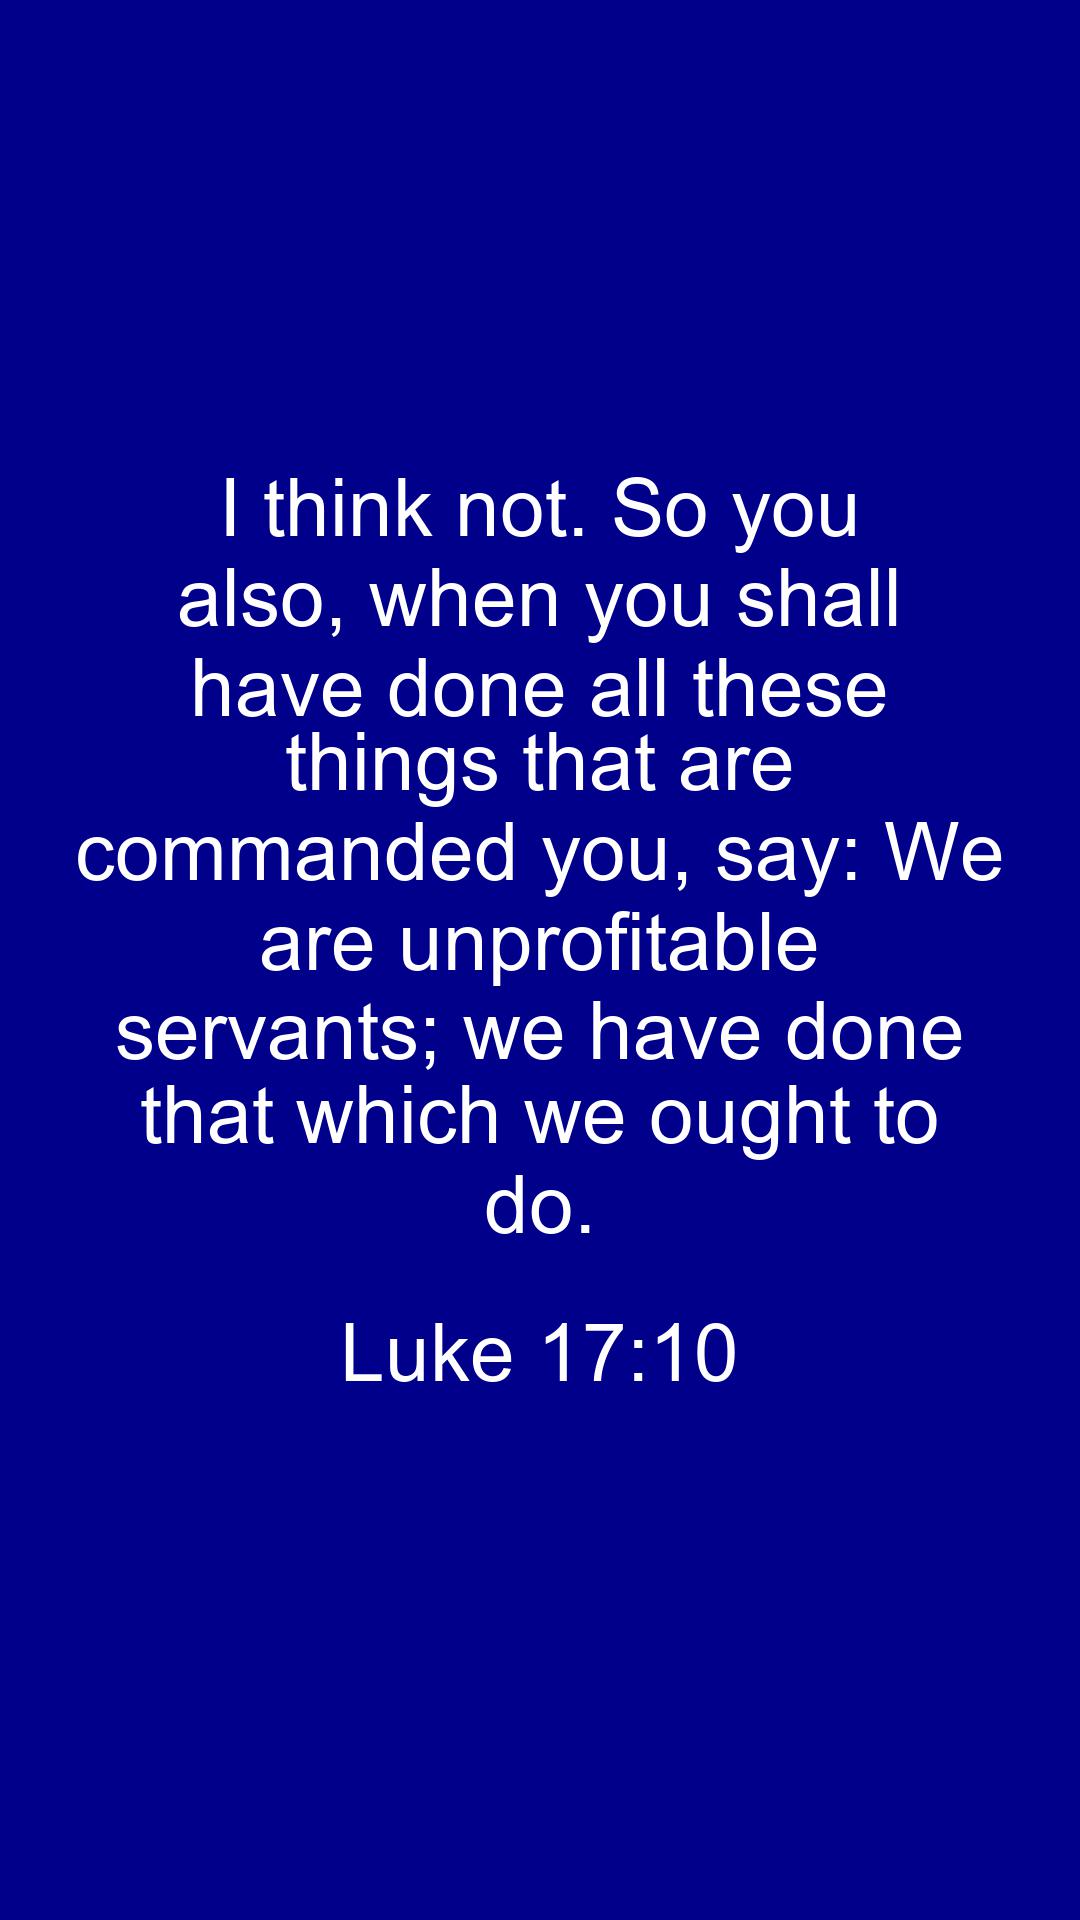 I think not. So you
also, when you shall
have done all these
things that are
commanded you, say: We
are unprofitable
servants; we have done
that which we ought to
do.
Luke 17:10